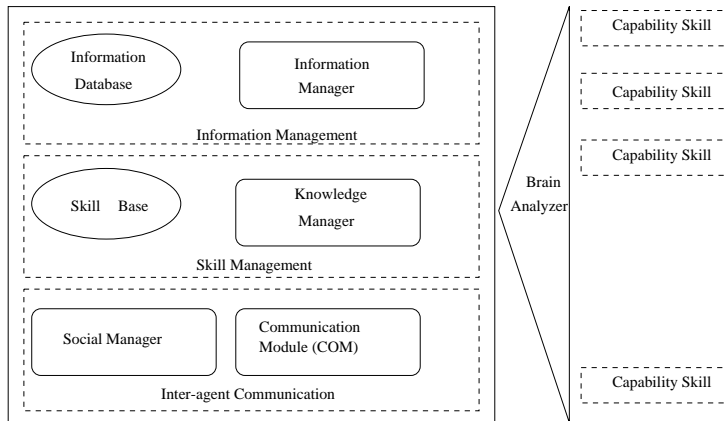 Information
Database
Information
Manager
Information Management
Skill Base
Knowledge
Manager
Skill Management
Social Manager
Communication
Module (COM)
Inter-agent Communication
Brain
Analyzer
Capability Skill
Capability Skill
Capability Skill
Capability Skill